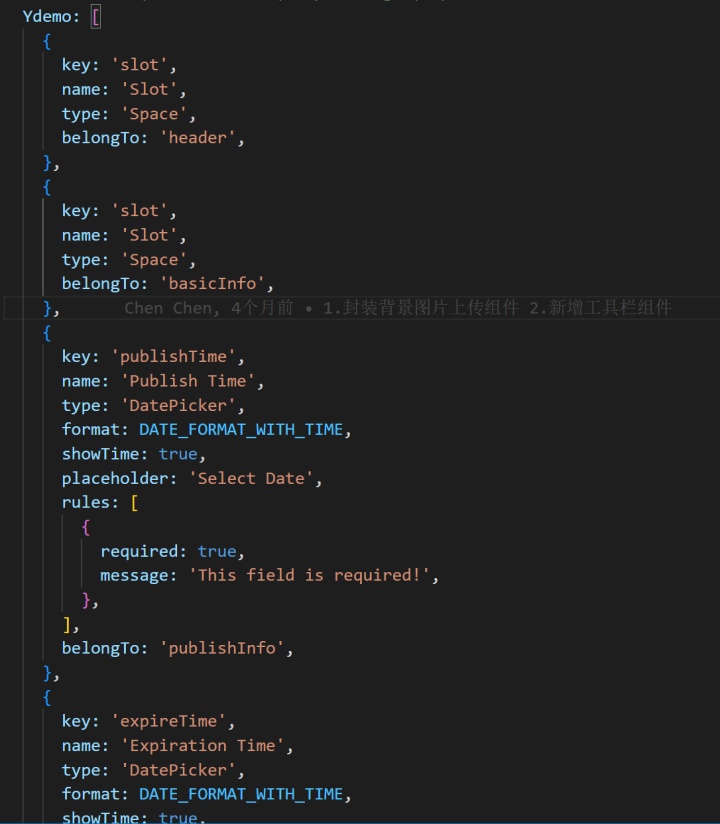 Ydemo: [
{
key: 'slot',
name: 'Slot',
type: 'Space',
belongTo: 'header',
},
{
key: 'slot',
name: 'Slot',
type: 'Space',
belongTo: 'basicInfo',
}, Chen Chen, 4个月前 • 1.封装背景图片上传组件 2.新增工具栏组件
{
key: 'publishTime',
name: 'Publish Time',
type: 'DatePicker',
format: DATE_FORMAT_WITH_TIME,
showTime: true,
placeholder: 'Select Date',
rules: [
{
required: true,
message: 'This field is required!',
},
],
belongTo: 'publishInfo',
},
{
key: 'expireTime',
name: 'Expiration Time',
type: 'DatePicker',
format: DATE_FORMAT_WITH_TIME,
showTime: true,